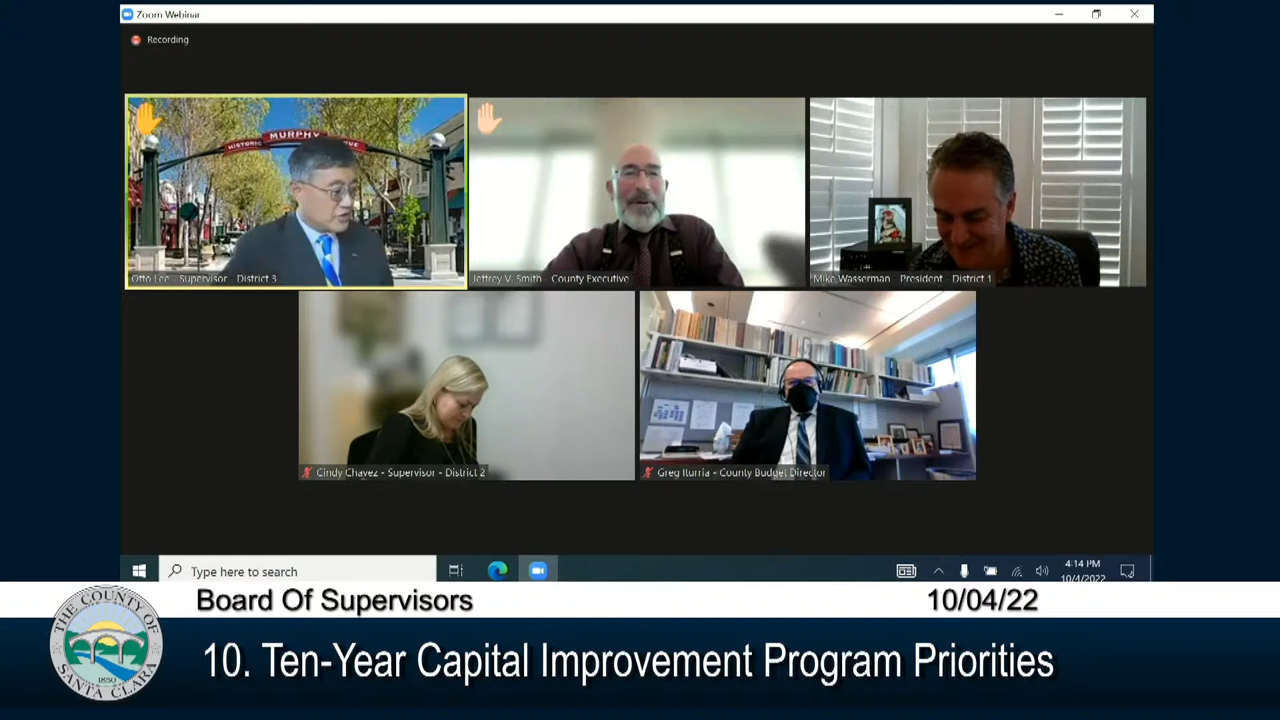 Zoom Webinar
Recording
MURPHY
HISTORIC
Otto Lee - Supervisor - District 3
Jeffrey V. Smith - County Executive
Mike Wasserman - President - District 1
Cindy Chavez - Supervisor - District 2
Greg Iturria - County Budget Director
Type here to search
4:14 PM
10/4/2022
Board Of Supervisors
10/04/22
THE COUNTY OF
SANTA CLARA
1850
10. Ten-Year Capital Improvement Program Priorities